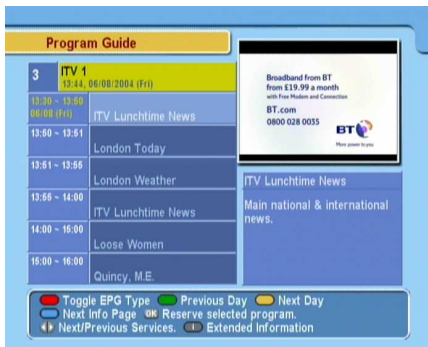 Program Guide
3 ITV 1
13:44, 06/08/2004 (Fri)
13:30 ~ 13:50
06/08 (Fri)
ITV Lunchtime News
13:50 ~ 13:51
London Today
13:51 ~ 13:55
London Weather
13:55 ~ 14:00
ITV Lunchtime News
14:00 ~ 15:00
Loose Women
15:00 ~ 16:00
Quincy, M.E.
Broadband from BT
from £19.99 a month
with Free Modem and Connection
BT.com
0800 028 0035
BT
More power to you
ITV Lunchtime News
Main national & international
news.
Toggle EPG Type Previous Day Next Day
Next Info Page OK Reserve selected program.
Next/Previous Services. i Extended Information